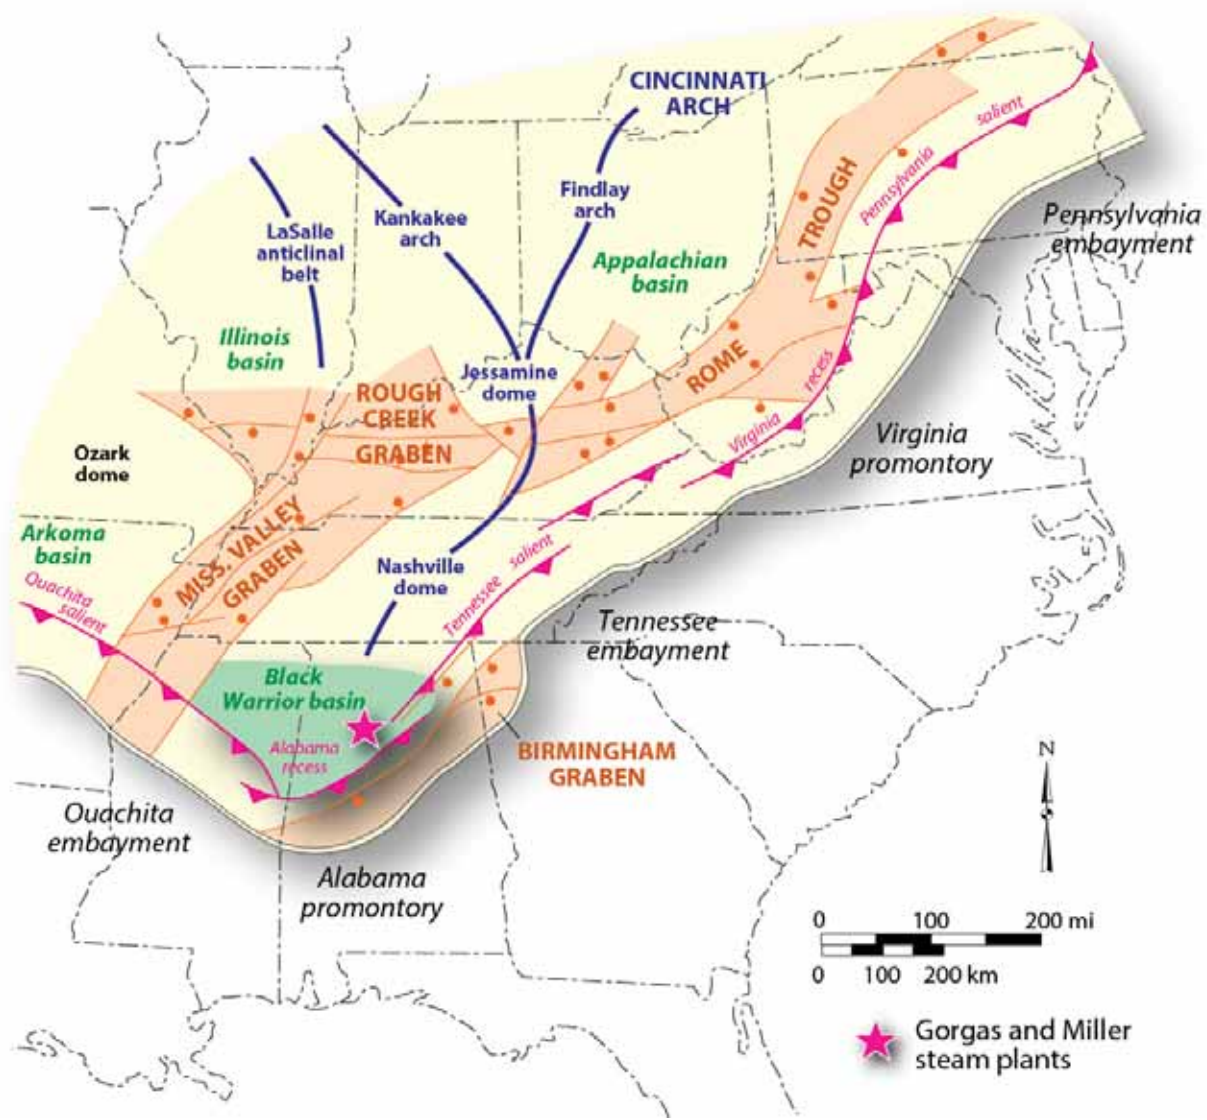 CINCINNATI
ARCH
Findlay
arch
Kankakee
arch
LaSalle
anticlinal
belt
Appalachian
basin
Illinois
basin
Jessamine
dome
ROUGH
CREEK
GRABEN
ROME
TROUGH
Pennsylvania
salient
Pennsylvania
embayment
Virginia
recess
Virginia
promontory
Ozark
dome
Arkoma
basin
Ouachita
salient
MISS. VALLEY
GRABEN
Nashville
dome
Tennessee
salient
Tennessee
embayment
Black
Warrior basin
Alabama
recess
BIRMINGHAM
GRABEN
Ouachita
embayment
Alabama
promontory
N
0 100 200 mi
0 100 200 km
Gorgas and Miller
steam plants